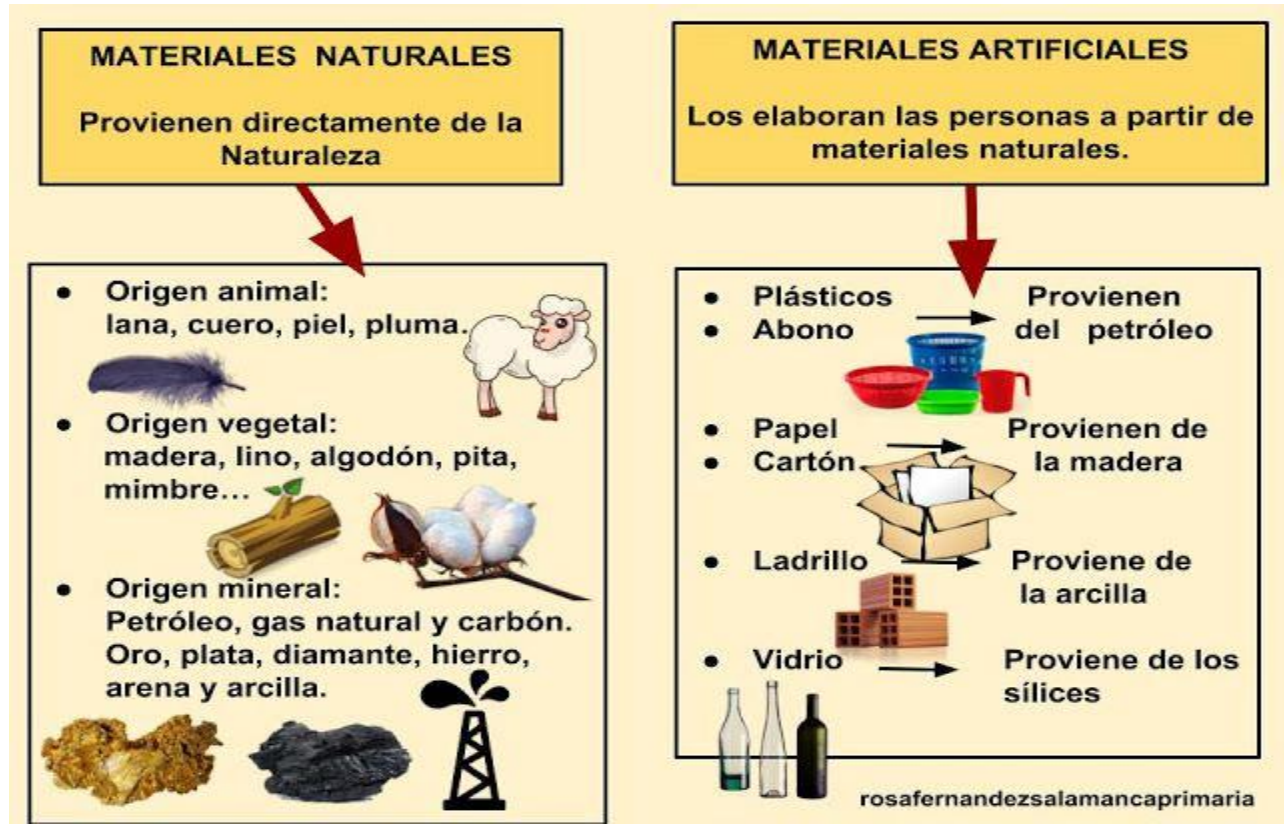 MATERIALES NATURALES
Provienen directamente de la
Naturaleza
● Origen animal:
lana, cuero, piel, pluma.
● Origen vegetal:
madera, lino, algodón, pita,
mimbre…
● Origen mineral:
Petróleo, gas natural y carbón.
Oro, plata, diamante, hierro,
arena y arcilla.
MATERIALES ARTIFICIALES
Los elaboran las personas a partir de
materiales naturales.
● Plásticos Provienen
● Abono del petróleo
● Papel Provienen de
● Cartón la madera
● Ladrillo Proviene de
la arcilla
● Vidrio Proviene de los
sílices
rosafernandezsalamancaprimaria